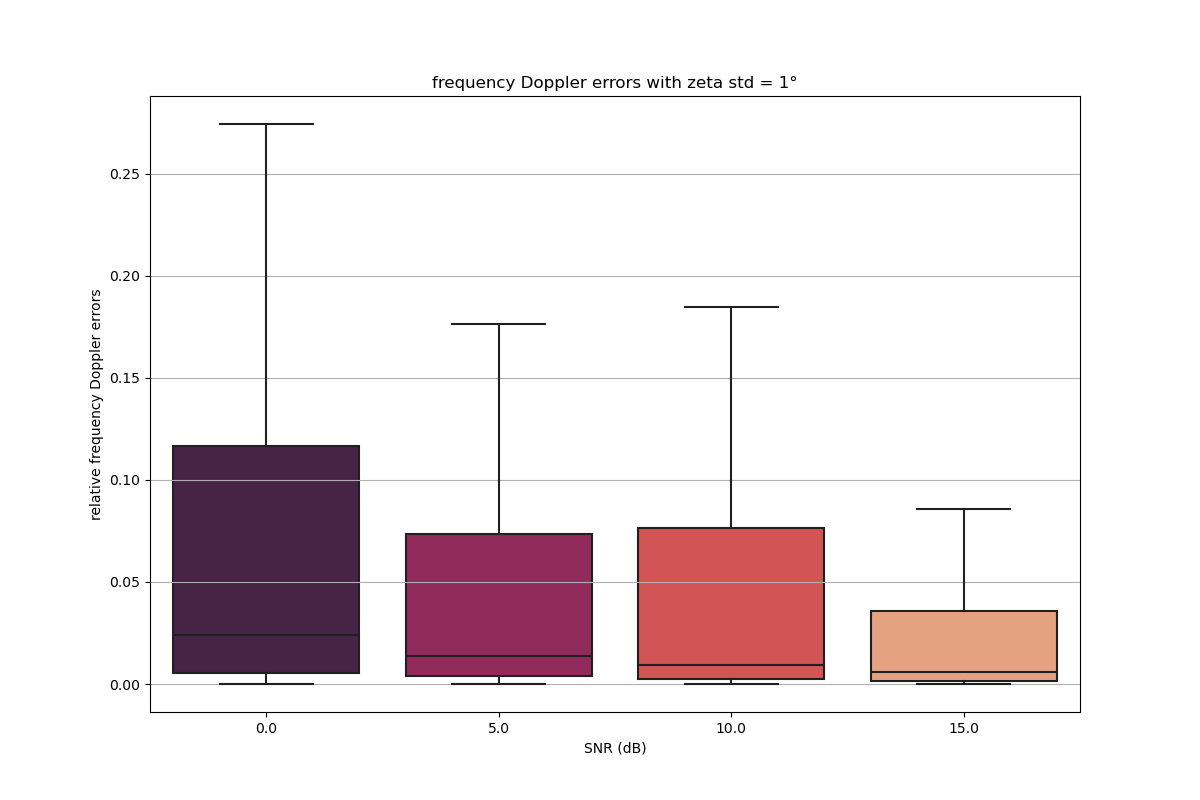 frequency Doppler errors with zeta std = 1°
relative frequency Doppler errors
0.25
0.20
0.15
0.10
0.05
0.00
0.0 5.0 10.0 15.0
SNR (dB)